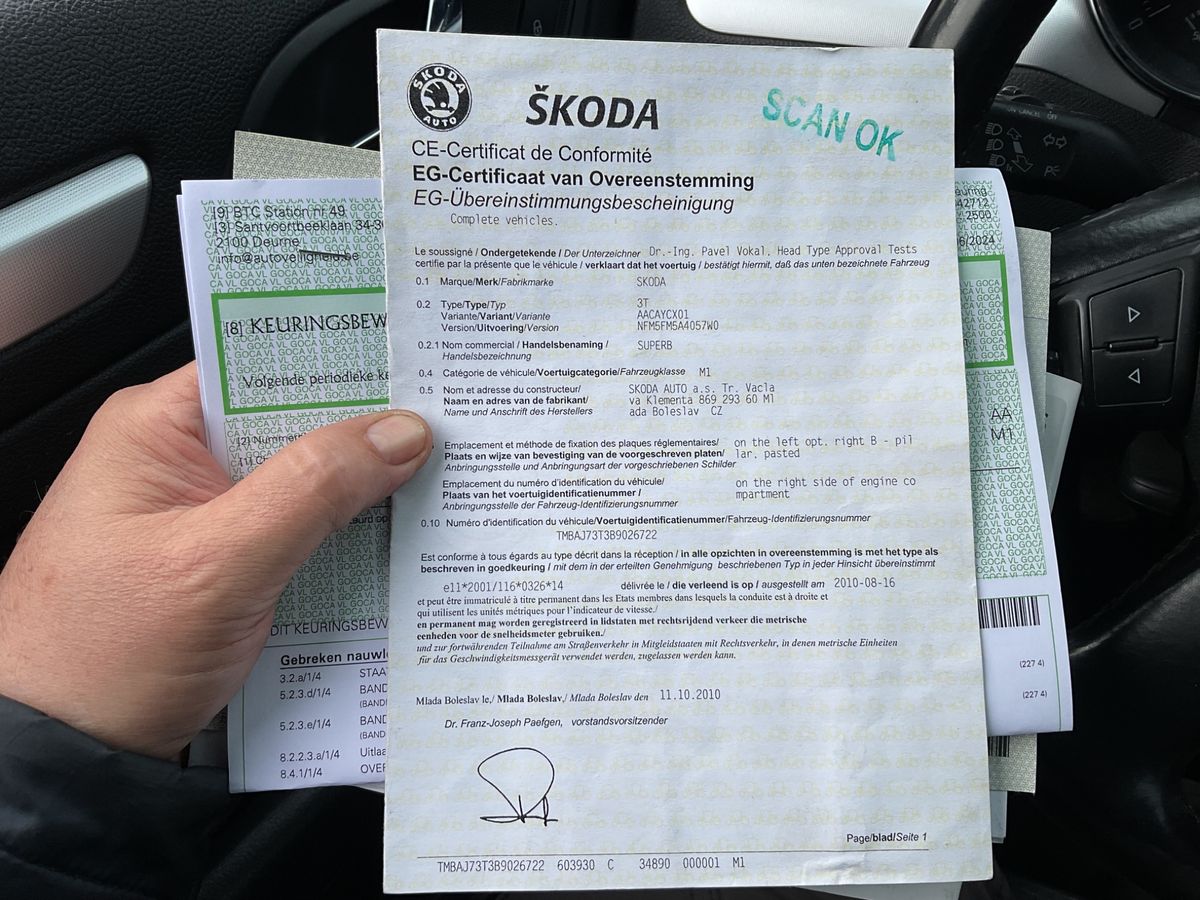 ŠKODA
AUTO
ŠKODA
SCAN OK
CE-Certificat de Conformité
EG-Certificaat van Overeenstemming
EG-Übereinstimmungsbescheinigung
Complete vehicles.
Le soussigné / Ondergetekende / Der Unterzeichner Dr.-Ing. Pavel Vokal, Head Type Approval Tests
certifie par la présente que le véhicule / verklaart dat het voertuig / bestätigt hiermit, daß das unten bezeichnete Fahrzeug
0.1 Marque/Merk/Fabrikmarke SKODA
0.2 Type/Type/Typ 3T
Variante/Variant/Variante AACAYCX01
Version/Uitvoering/Version NFM5FM5A4057W0
0.2.1 Nom commercial / Handelsbenaming / SUPERB
Handelsbezeichnung
0.4 Catégorie de véhicule/Voertuigcategorie/Fahrzeugklasse M1
0.5 Nom et adresse du constructeur/ SKODA AUTO a.s. Tr. Vacla
Naam en adres van de fabrikant/ va Klementa 869 293 60 Ml
Name und Anschrift des Herstellers ada Boleslav CZ
Emplacement et méthode de fixation des plaques réglementaires/ on the left opt. right B - pil
Plaats en wijze van bevestiging van de voorgeschreven platen/ lar. pasted
Anbringungsstelle und Anbringungsart der vorgeschriebenen Schilder
Emplacement du numéro d'identification du véhicule/ on the right side of engine co
Plaats van het voertuigidentificatienummer / mpartment
Anbringungsstelle der Fahrzeug-Identifizierungsnummer
0.10 Numéro d'identification du véhicule/Voertuigidentificatienummer/Fahrzeug-Identifizierungsnummer
TMBAJ73T3B9026722
Est conforme à tous égards au type décrit dans la réception / in alle opzichten in overeenstemming is met het type als
beschreven in goedkeuring / mit dem in der erteilten Genehmigung beschriebenen Typ in jeder Hinsicht übereinstimmt
e11*2001/116*0326*14 délivrée le / die verleend is op / ausgestellt am 2010-08-16
et peut être immatriculé à titre permanent dans les Etats membres dans lesquels la conduite est à droite et
qui utilisent les unités métriques pour l'indicateur de vitesse./
en permanent mag worden geregistreerd in lidstaten met rechtsrijdend verkeer die metrische
eenheden voor de snelheidsmeter gebruiken./
und zur fortwährenden Teilnahme am Straßenverkehr in Mitgliedstaaten mit Rechtsverkehr, in denen metrische Einheiten
für das Geschwindigkeitsmessgerät verwendet werden, zugelassen werden kann.
Mlada Boleslav le,/ Mlada Boleslav,/ Mlada Boleslav den 11.10.2010
Dr. Franz-Joseph Paefgen, vorstandsvorsitzender
Page/blad/Seite 1
TMBAJ73T3B9026722 603930 C 34890 000001 M1
[9] BTC Station nr 49
[3] Santvoortbeeklaan 34-3
2100 Deurne
info@autoveiligheid.be
[8] KEURINGSBEW
Volgende periodieke ke
[2] Nummer
DIT KEURINGSBEW
Gebreken nauwl
3.2.a/1/4 STAA
5.2.3.d/1/4 BAND
(BAND
5.2.3.e/1/4 BAND
(BAND
8.2.2.3.a/1/4 Uitlaa
8.4.1/1/4 OVER
42712
2500
6/2024
AA
M1
(227 4)
(227 4)
CANCEL OFF